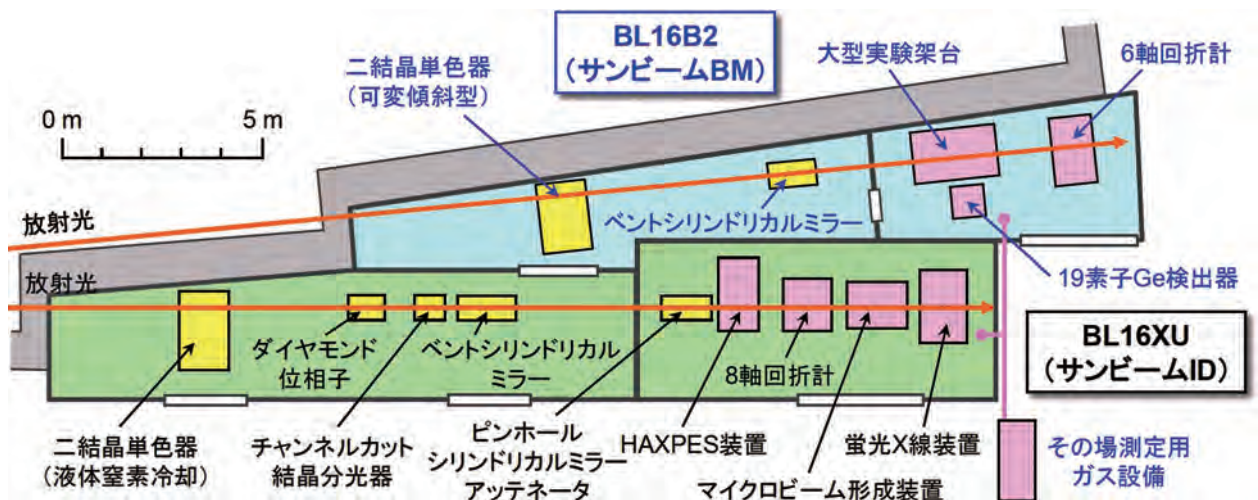 BL16B2
(サンビームBM)
大型実験架台
6軸回折計
二結晶単色器
(可変傾斜型)
0 m
5 m
放射光
ベントシリンドリカルミラー
放射光
19素子Ge検出器
BL16XU
(サンビームID)
ダイヤモンド
位相子
ベントシリンドリカル
ミラー
8軸回折計
二結晶単色器
(液体窒素冷却)
チャンネルカット
結晶分光器
ピンホール
シリンドリカルミラー
アッテネータ
HAXPES装置
マイクロビーム形成装置
蛍光X線装置
その場測定用
ガス設備